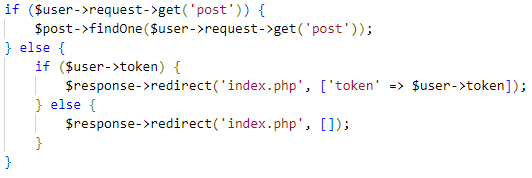 if ($user->request->get('post')) {
    $post->findOne($user->request->get('post'));
} else {
    if ($user->token) {
        $response->redirect('index.php', ['token' => $user->token]);
    } else {
        $response->redirect('index.php', []);
    }
}